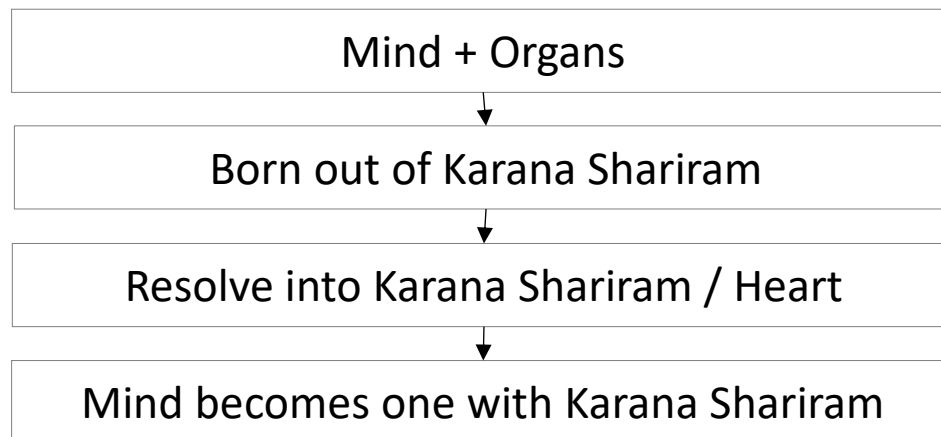 Mind + Organs
Born out of Karana Shariram
Resolve into Karana Shariram / Heart
Mind becomes one with Karana Shariram